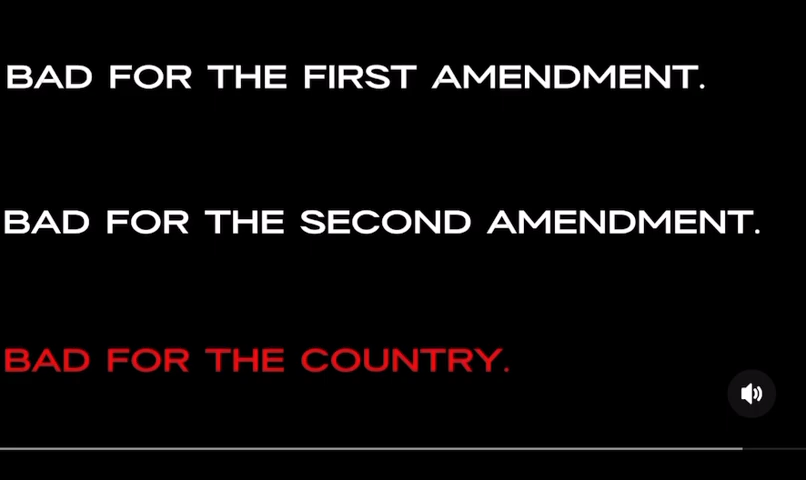 BAD FOR THE FIRST AMENDMENT.
BAD FOR THE SECOND AMENDMENT.
BAD FOR THE COUNTRY.